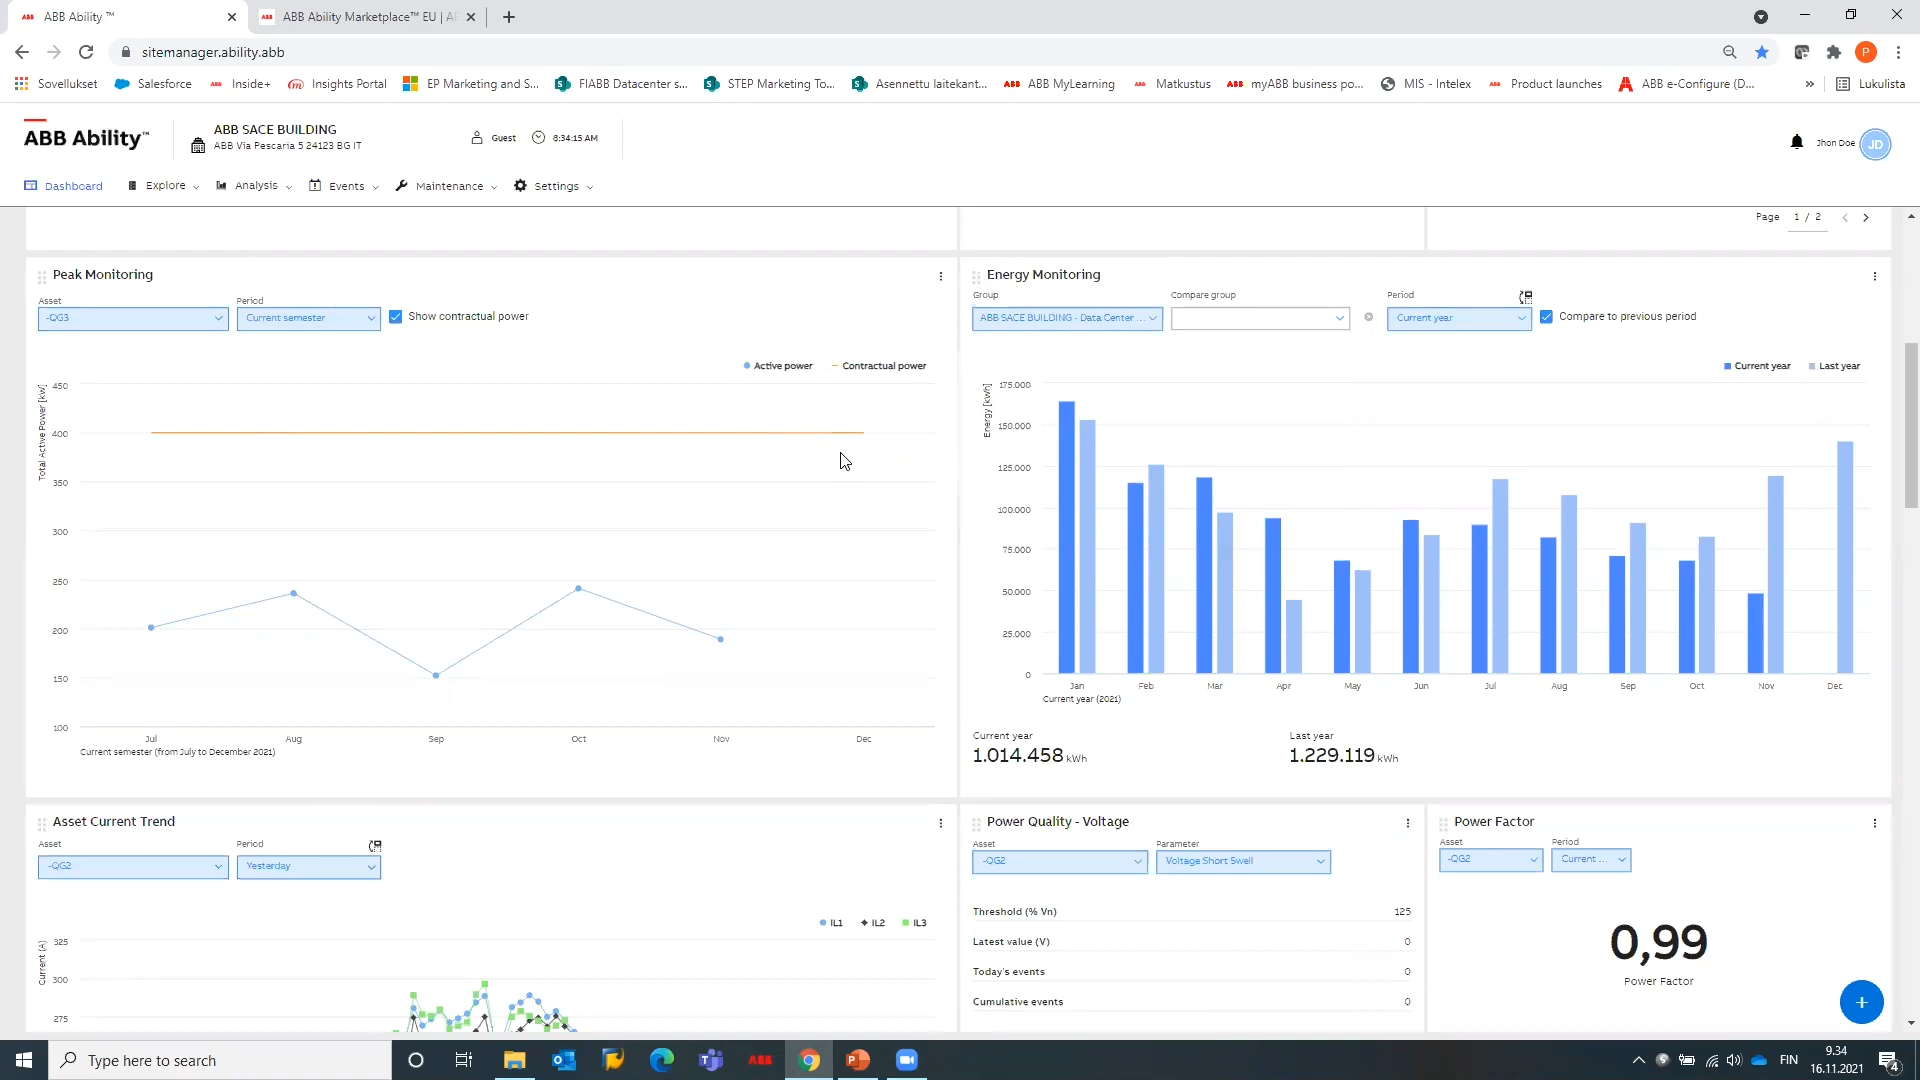 ABB Ability ™
ABB Ability Marketplace™ EU | AE
sitemanager.ability.abb
P
Sovellukset
Salesforce
Inside+
Insights Portal
EP Marketing and S...
FIABB Datacenter s...
STEP Marketing To...
Asennettu laitekant...
ABB MyLearning
Matkustus
myABB business po...
MIS - Intelex
Product launches
ABB e-Configure (D...
»
Lukulista
ABB Ability™
ABB SACE BUILDING
ABB Via Pescaria 5 24123 BG IT
Guest
8:34:15 AM
Jhon Doe
JD
Dashboard
Explore
Analysis
Events
Maintenance
Settings
Page 1 / 2
Peak Monitoring
Asset
Period
-QG3
Current semester
Show contractual power
Active power
Contractual power
Total Active Power [kW]
450
400
350
300
250
200
150
100
Jul
Aug
Sep
Oct
Nov
Dec
Current semester (from July to December 2021)
Energy Monitoring
Group
Compare group
Period
ABB SACE BUILDING - Data Center ...
Current year
Compare to previous period
Current year
Last year
Energy [kWh]
175.000
150.000
125.000
100.000
75.000
50.000
25.000
0
Jan
Feb
Mar
Apr
May
Jun
Jul
Aug
Sep
Oct
Nov
Dec
Current year (2021)
Current year
1.014.458 kWh
Last year
1.229.119 kWh
Asset Current Trend
Asset
Period
-QG2
Yesterday
IL1
IL2
IL3
Current (A)
325
300
275
Power Quality - Voltage
Asset
Parameter
-QG2
Voltage Short Swell
Threshold (% Vn) 125
Latest value (V) 0
Today's events 0
Cumulative events 0
Power Factor
Asset
Period
-QG2
Current ...
0,99
Power Factor
+
Type here to search
ABB
FIN
9.34
16.11.2021
4